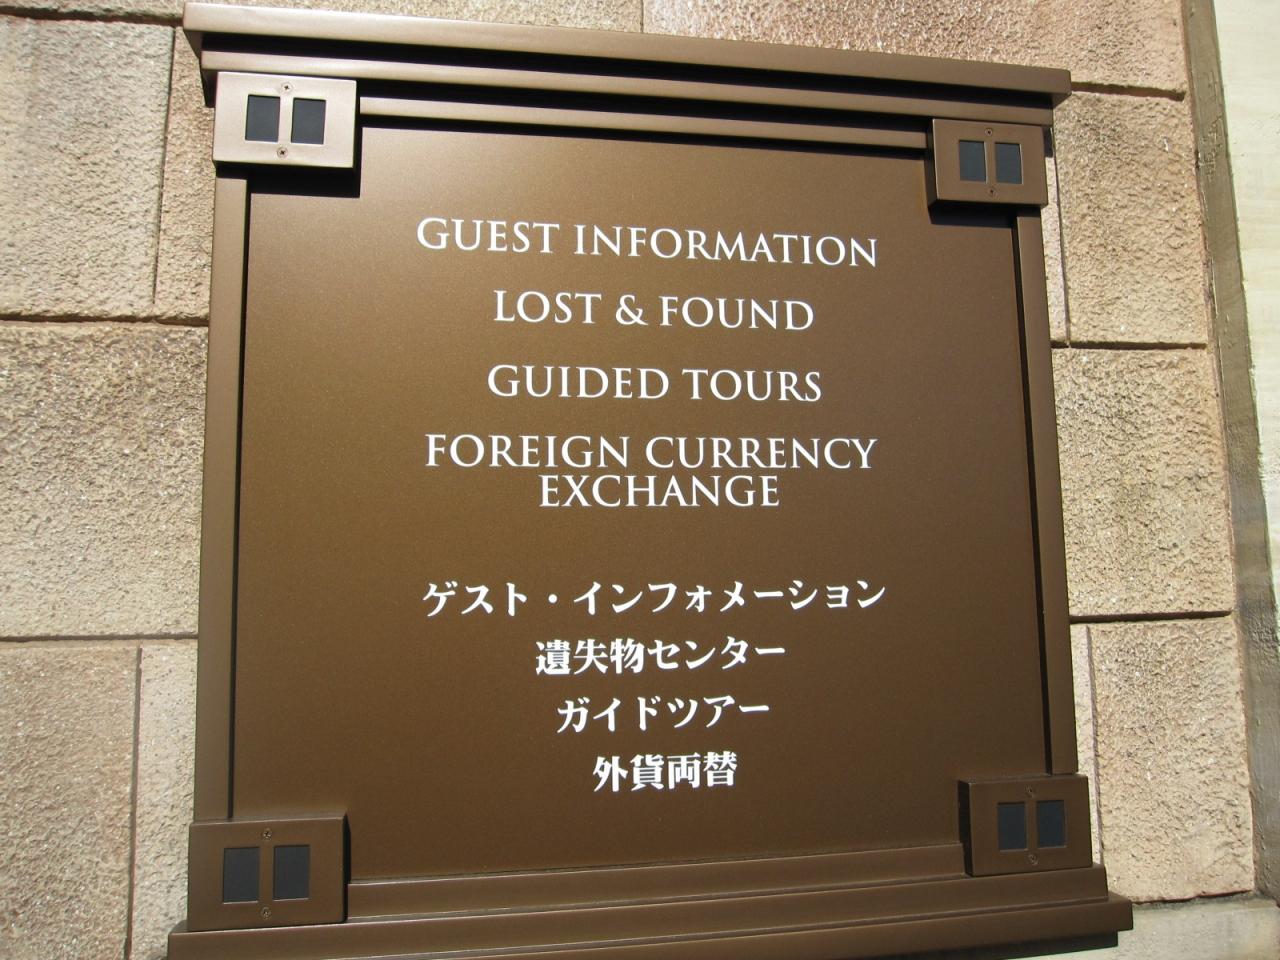 GUEST INFORMATION
LOST & FOUND
GUIDED TOURS
FOREIGN CURRENCY
EXCHANGE
ゲスト・インフォメーション
遺失物センター
ガイドツアー
外貨両替